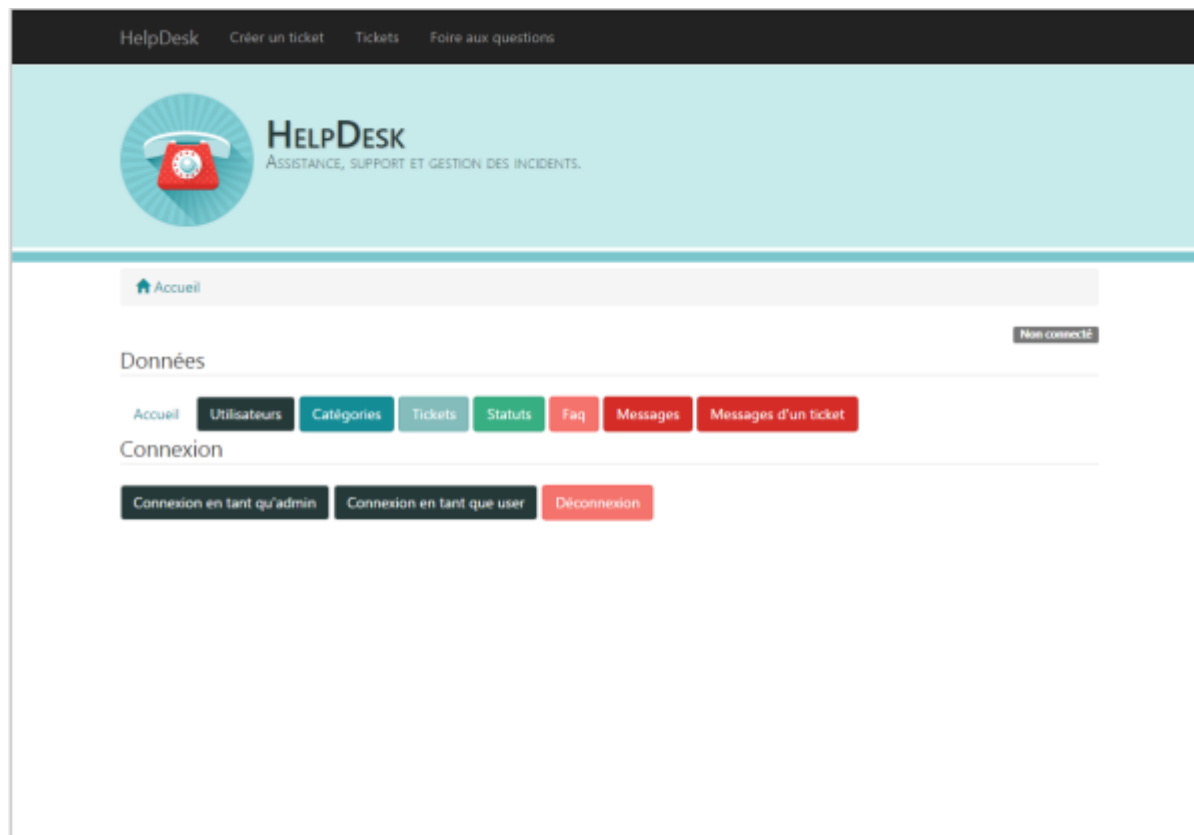 HelpDesk Créer un ticket Tickets Foire aux questions
HELPDESK
ASSISTANCE, SUPPORT ET GESTION DES INCIDENTS.
Accueil
Non connecté
Données
Accueil Utilisateurs Catégories Tickets Statuts Faq Messages Messages d'un ticket
Connexion
Connexion en tant qu'admin Connexion en tant que user Déconnexion